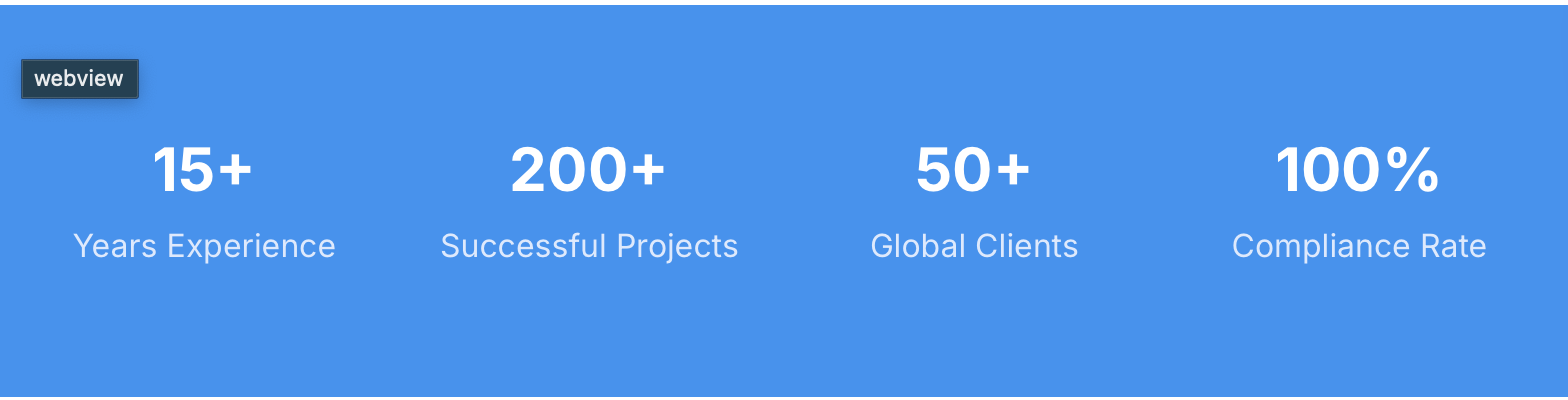 webview
15+ 200+ 50+ 100%
Years Experience Successful Projects Global Clients Compliance Rate